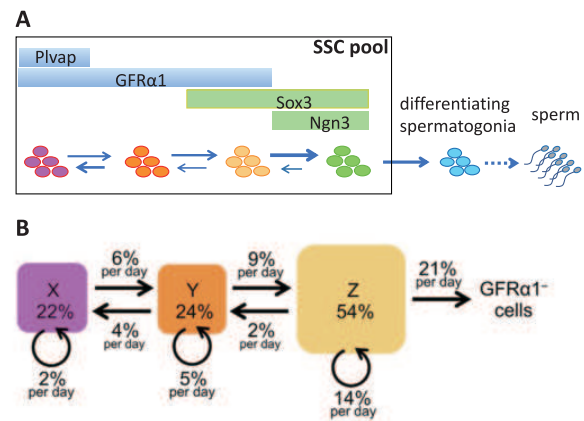 A
SSC pool
Plvap
GFRα1
Sox3
Ngn3
differentiating
spermatogonia
sperm
B
X
22%
6%
per day
4%
per day
2%
per day
Y
24%
9%
per day
2%
per day
5%
per day
Z
54%
14%
per day
21%
per day
GFRα1⁻
cells